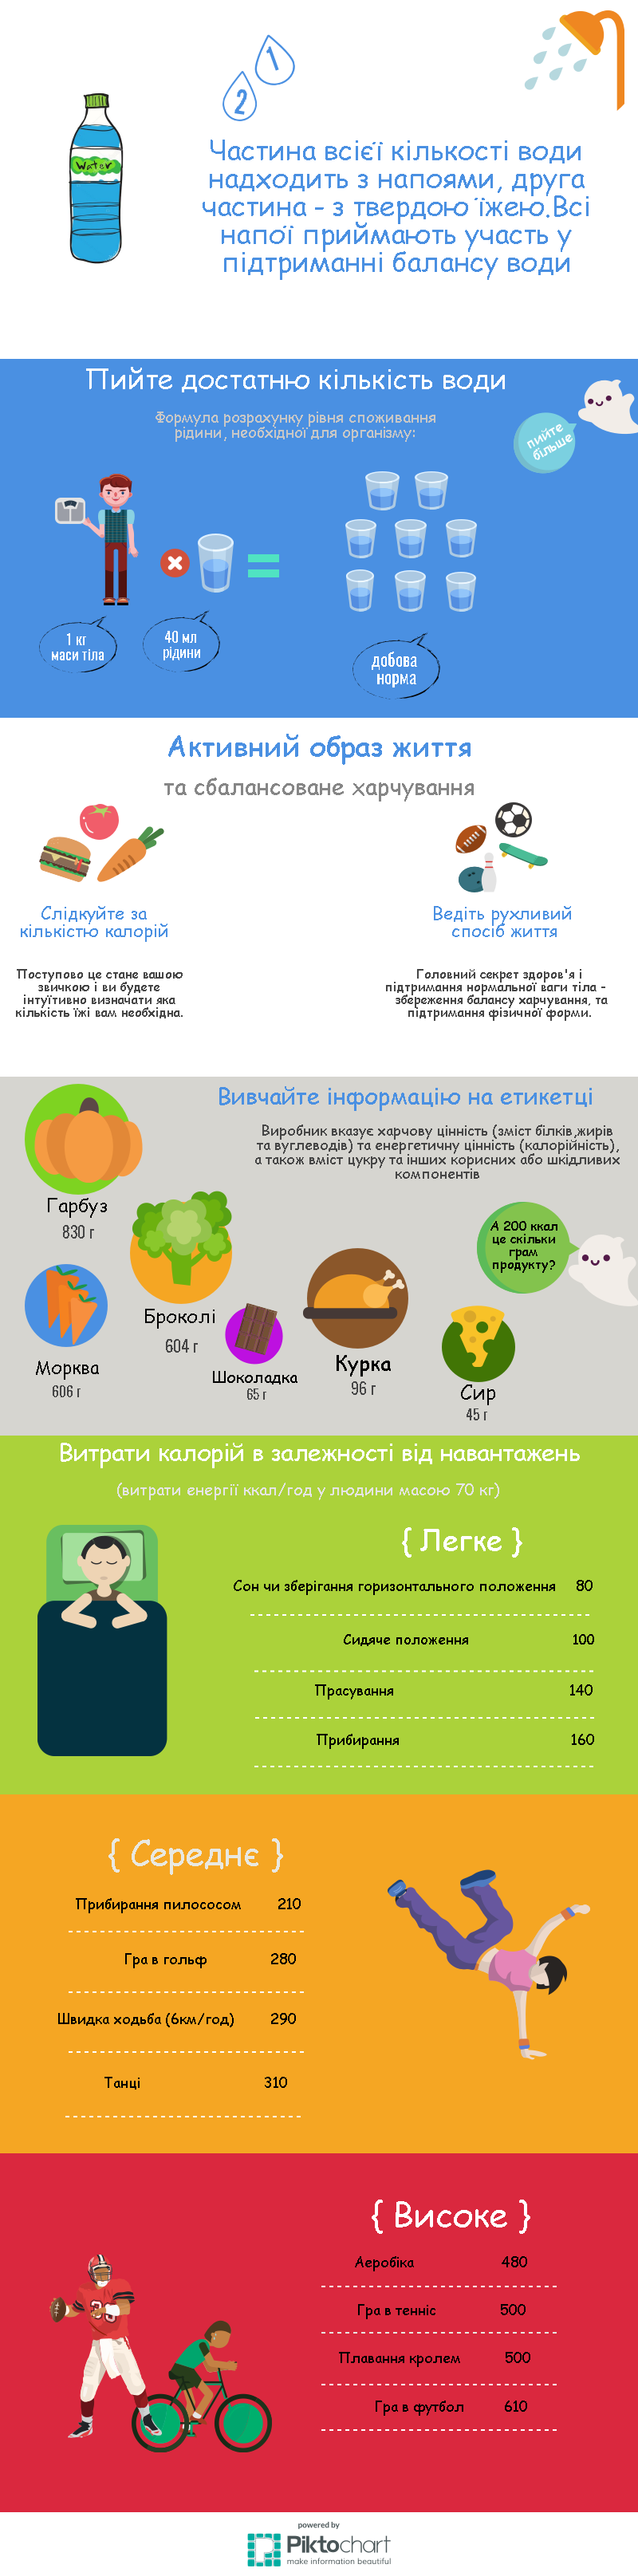 1
2
Water
Частина всієї кількості води
надходить з напоями, друга
частина - з твердою їжею.Всі
напої приймають участь у
підтриманні балансу води
Пийте достатню кількість води
Формула розрахунку рівня споживання
рідини, необхідної для організму:
пийте
більше
1 кг
маси тіла
40 мл
рідини
добова
норма
Активний образ життя
та сбалансоване харчування
Слідкуйте за
кількістю калорій
Поступово це стане вашою
звичкою і ви будете
інтуїтивно визначати яка
кількість їжі вам необхідна.
Ведіть рухливий
спосіб життя
Головний секрет здоров'я і
підтримання нормальної ваги тіла -
збереження балансу харчування, та
підтримання фізичної форми.
Вивчайте інформацію на етикетці
Виробник вказує харчову цінність (зміст білків,жирів
та вуглеводів) та енергетичну цінність (калорійність),
а також вміст цукру та інших корисних або шкідливих
компонентів
Гарбуз
830 г
А 200 ккал
це скільки
грам
продукту?
Броколі
604 г
Морква
606 г
Шоколадка
65 г
Курка
96 г
Сир
45 г
Витрати калорій в залежності від навантажень
(витрати енергії ккал/год у людини масою 70 кг)
{ Легке }
Сон чи зберігання горизонтального положення 80
Сидяче положення 100
Прасування 140
Прибирання 160
{ Середнє }
Прибирання пилососом 210
Гра в гольф 280
Швидка ходьба (6км/год) 290
Танці 310
{ Високе }
Аеробіка 480
Гра в тенніс 500
Плавання кролем 500
Гра в футбол 610
powered by
Piktochart
make information beautiful